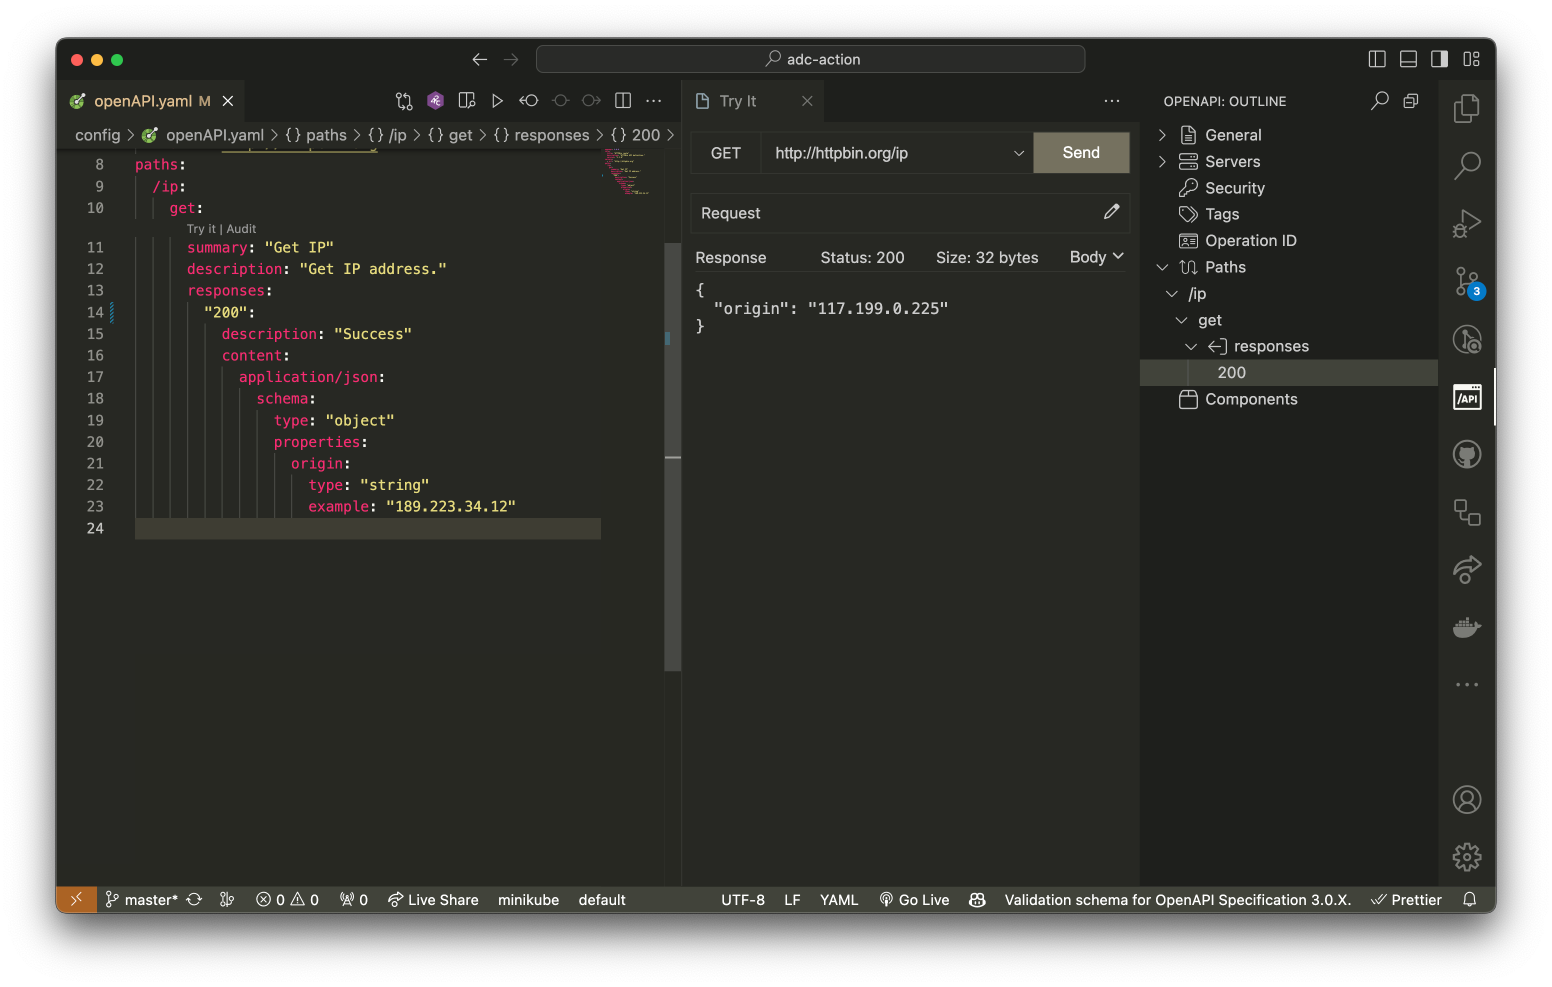 adc-action
openAPI.yaml M
config > openAPI.yaml > {} paths > {} /ip > {} get > {} responses > {} 200 >
8 paths:
9 /ip:
10 get:
Try it | Audit
11 summary: "Get IP"
12 description: "Get IP address."
13 responses:
14 "200":
15 description: "Success"
16 content:
17 application/json:
18 schema:
19 type: "object"
20 properties:
21 origin:
22 type: "string"
23 example: "189.223.34.12"
24
Try It
GET http://httpbin.org/ip Send
Request
Response Status: 200 Size: 32 bytes Body
{
"origin": "117.199.0.225"
}
OPENAPI: OUTLINE
General
Servers
Security
Tags
Operation ID
Paths
/ip
get
responses
200
Components
3
/API
master* 0 0 0 Live Share minikube default UTF-8 LF YAML Go Live Validation schema for OpenAPI Specification 3.0.X. Prettier